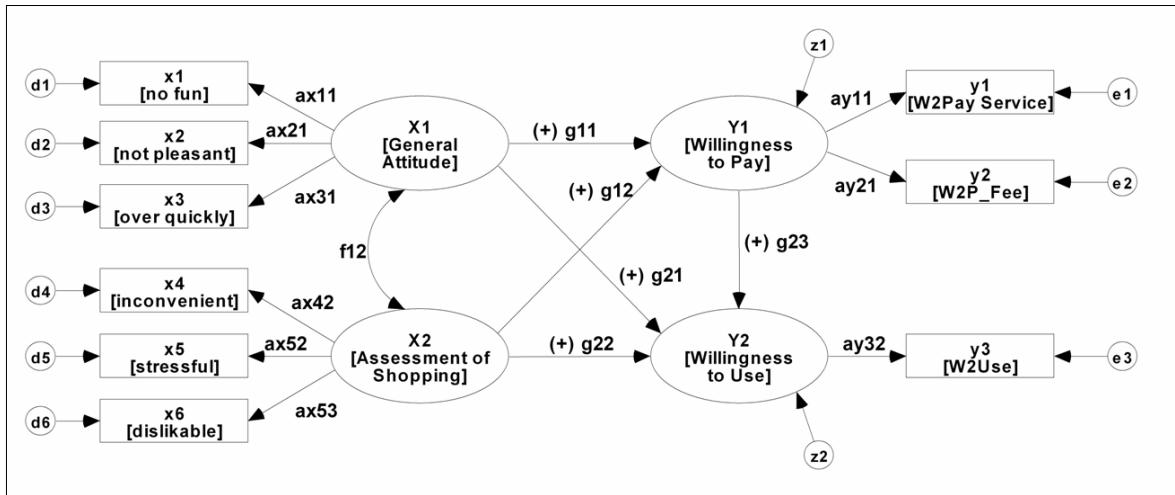 z1
d1
x1
[no fun]
ax11
X1
[General
Attitude]
(+) g11
Y1
[Willingness
to Pay]
ay11
y1
[W2Pay Service]
e1
d2
x2
[not pleasant]
ax21
d3
x3
[over quickly]
ax31
(+) g12
ay21
y2
[W2P_Fee]
e2
f12
(+) g21
(+) g23
d4
x4
[inconvenient]
ax42
X2
[Assessment of
Shopping]
(+) g22
Y2
[Willingness
to Use]
ay32
y3
[W2Use]
e3
d5
x5
[stressful]
ax52
d6
x6
[dislikable]
ax53
z2